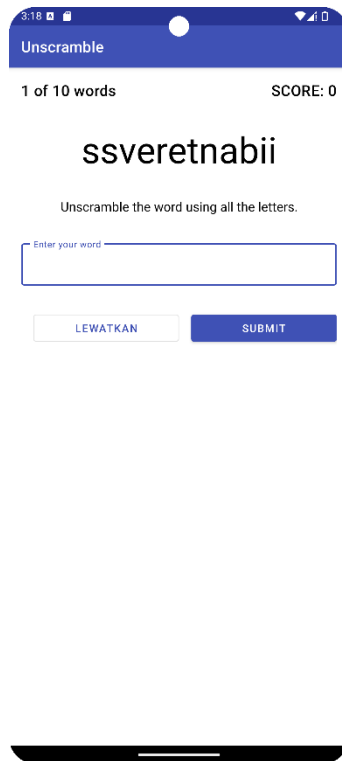 3:18
Unscramble
1 of 10 words SCORE: 0
ssveretnabii
Unscramble the word using all the letters.
Enter your word
LEWATKAN SUBMIT